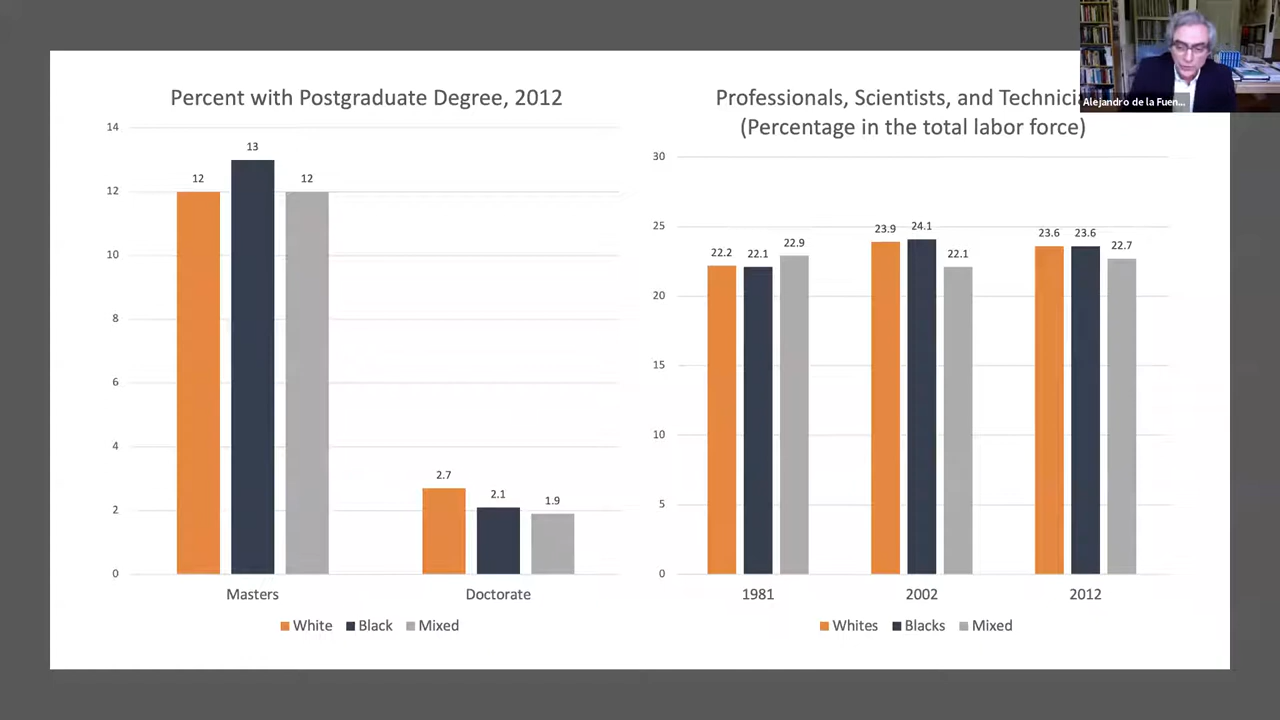 Percent with Postgraduate Degree, 2012
14
12
10
8
6
4
2
0
12
13
12
2.7
2.1
1.9
Masters
Doctorate
White
Black
Mixed
Professionals, Scientists, and
(Percentage in the total labor force)
30
25
20
15
10
5
0
22.2
22.1
22.9
23.9
24.1
22.1
23.6
23.6
22.7
1981
2002
2012
Whites
Blacks
Mixed
Alejandro de la Fuen...